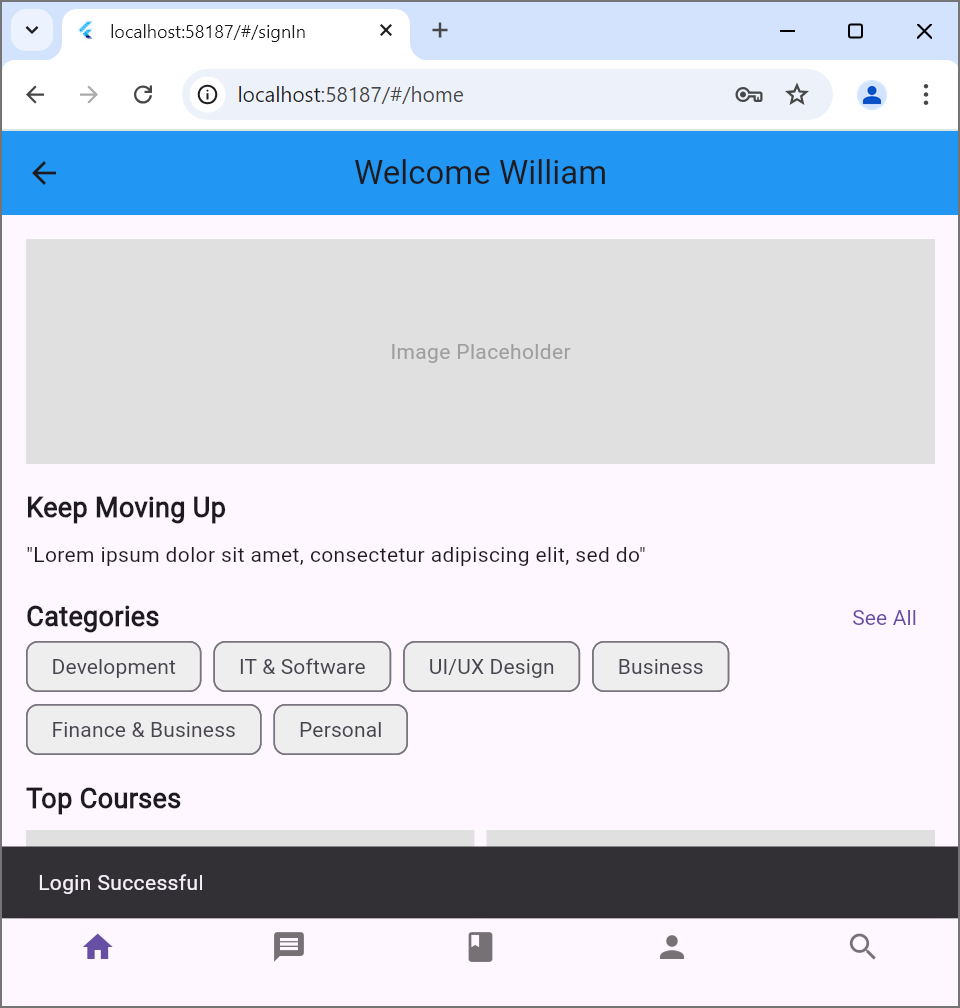 localhost:58187/#/signIn
localhost:58187/#/home
Welcome William
Image Placeholder
Keep Moving Up
"Lorem ipsum dolor sit amet, consectetur adipiscing elit, sed do"
Categories See All
Development IT & Software UI/UX Design Business
Finance & Business Personal
Top Courses
Login Successful